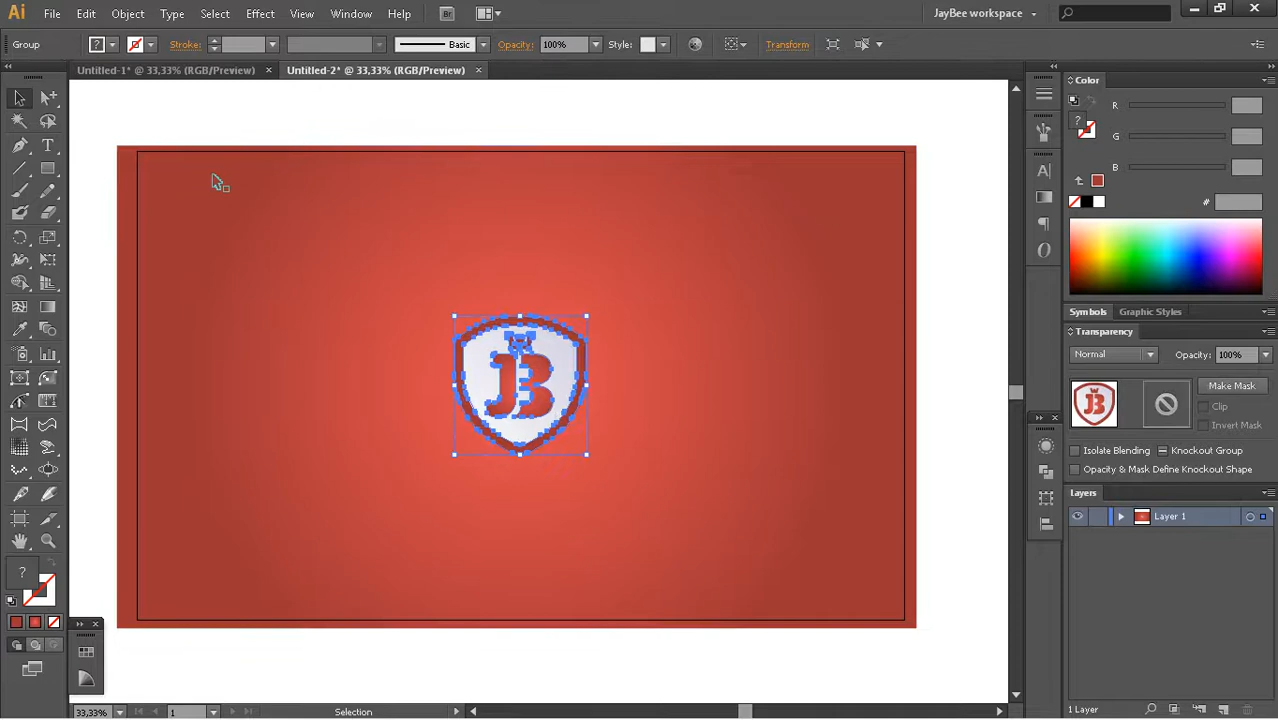 Ai File Edit Object Type Select Effect View Window Help Br JayBee workspace
Group ? Stroke: Basic Opacity: 100% Style: Transform
Untitled-1* @ 33,33% (RGB/Preview) × Untitled-2* @ 33,33% (RGB/Preview) ×
Color
R
G
B
#
Symbols Graphic Styles
Transparency
Normal Opacity: 100%
Make Mask
Clip
Invert Mask
Isolate Blending Knockout Group
Opacity & Mask Define Knockout Shape
Layers
Layer 1
JB
JB
?
?
1 Layer
33,33% 1 Selection